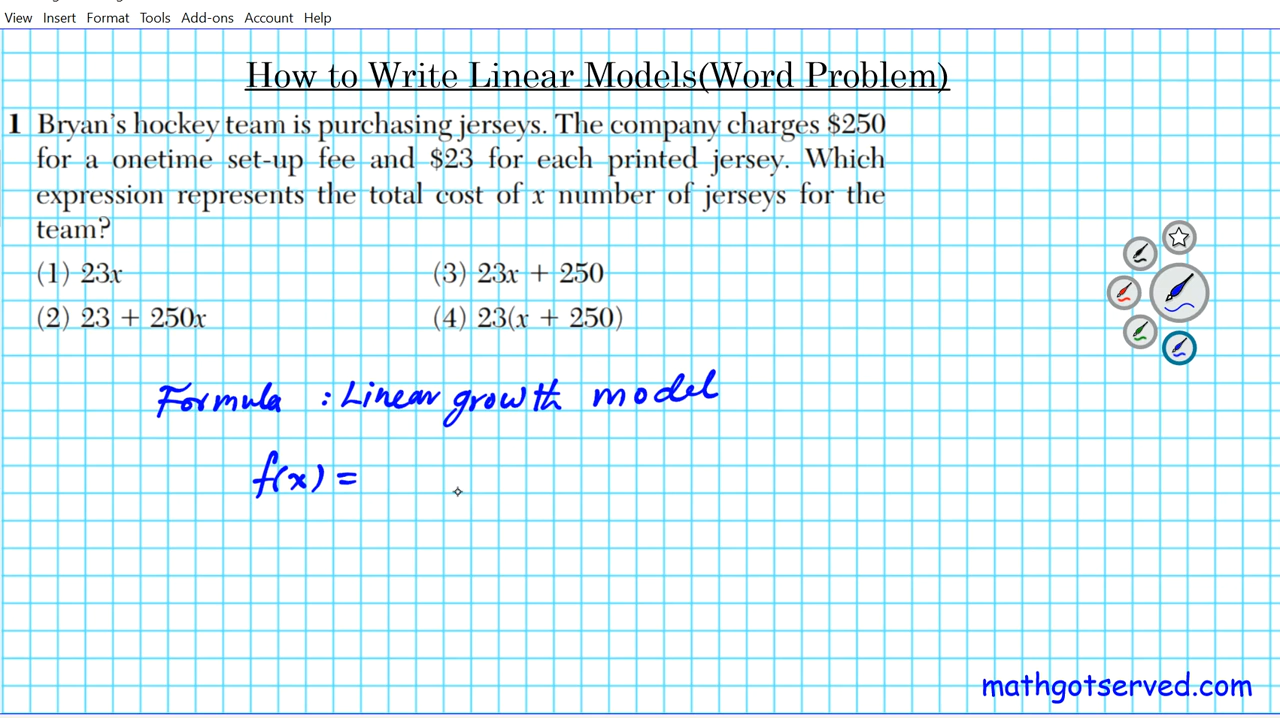 View Insert Format Tools Add-ons Account Help
How to Write Linear Models(Word Problem)
1 Bryan's hockey team is purchasing jerseys. The company charges $250
for a onetime set-up fee and $23 for each printed jersey. Which
expression represents the total cost of x number of jerseys for the
team?
(1) 23x (3) 23x + 250
(2) 23 + 250x (4) 23(x + 250)
Formula : Linear growth model
f(x) =
mathgotserved.com